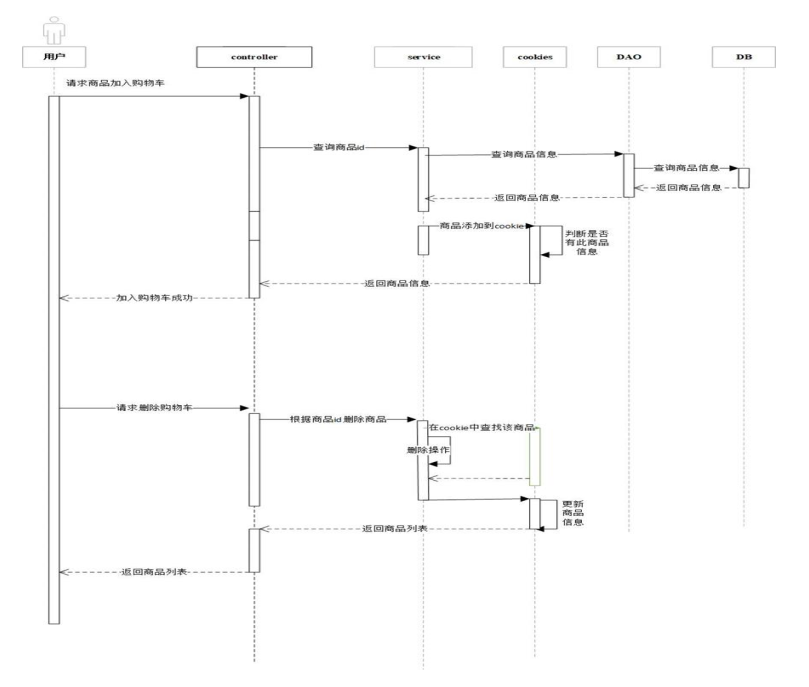 用户
controller
service
cookies
DAO
DB
请求商品加入购物车
查询商品id
查询商品信息
查询商品信息
返回商品信息
返回商品信息
商品添加到cookie
判断是否
有此商品
信息
返回商品信息
加入购物车成功
请求删除购物车
根据商品id删除商品
在cookie中查找该商品
删除操作
更新
商品
信息
返回商品列表
返回商品列表